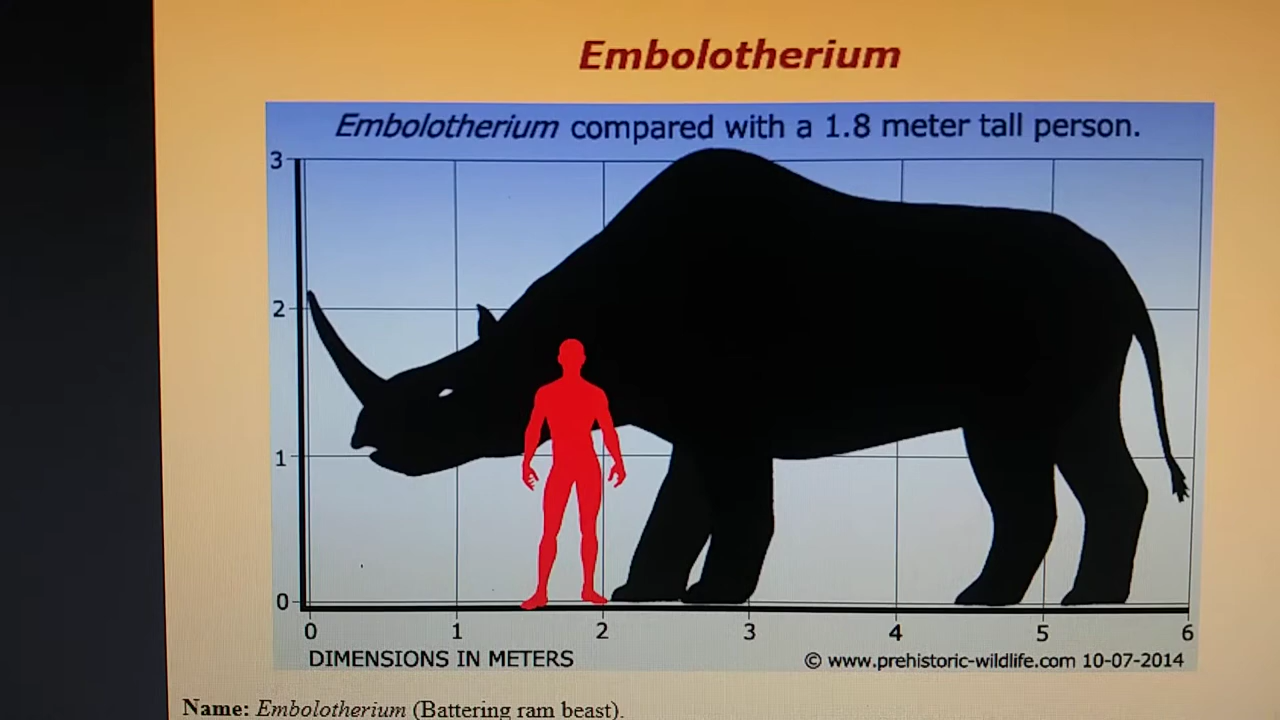 Embolotherium
Embolotherium compared with a 1.8 meter tall person.
3
2
1
0
0 1 2 3 4 5 6
DIMENSIONS IN METERS
© www.prehistoric-wildlife.com 10-07-2014
Name: Embolotherium (Battering ram beast).